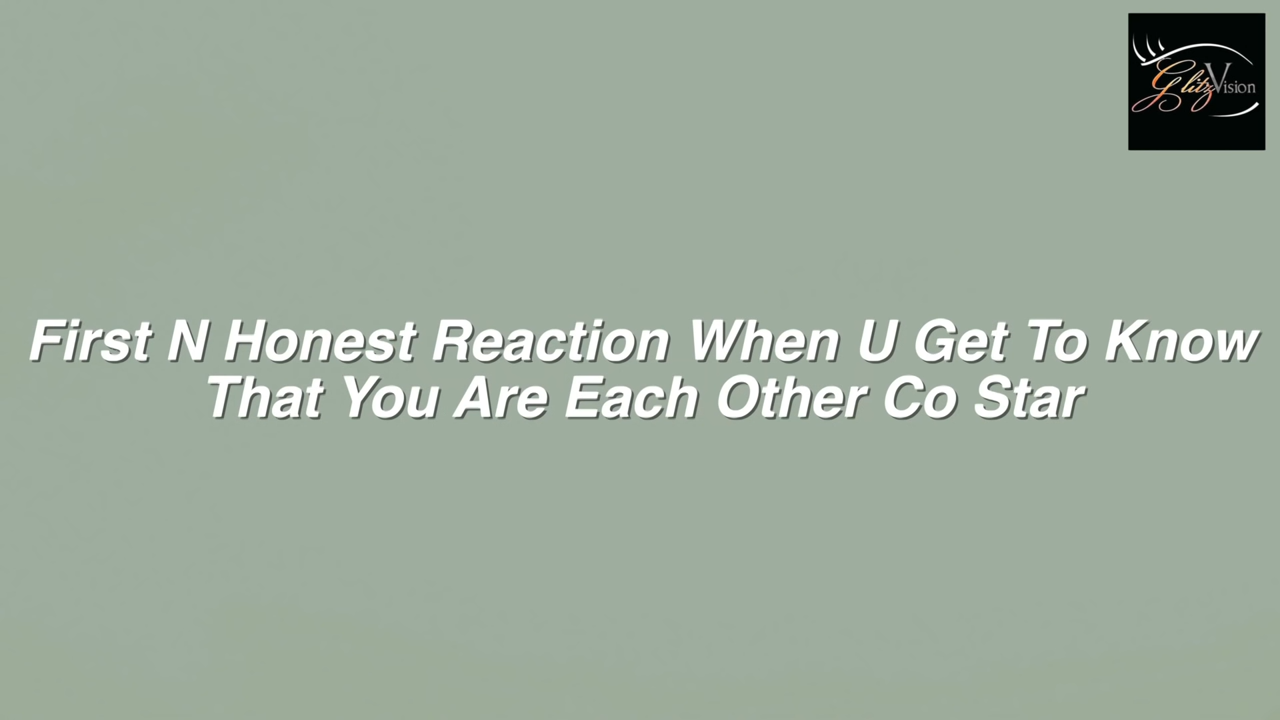 GlitzVision
First N Honest Reaction When U Get To Know
That You Are Each Other Co Star